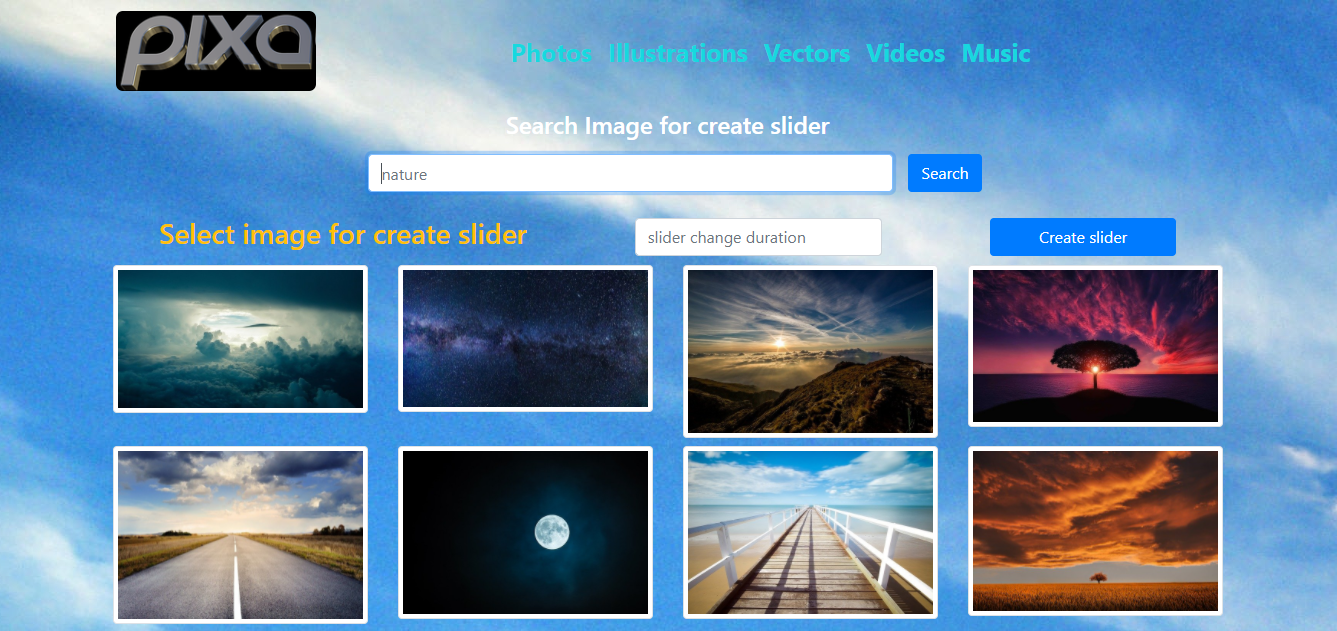 pixa
Photos Illustrations Vectors Videos Music
Search Image for create slider
nature Search
Select image for create slider slider change duration Create slider